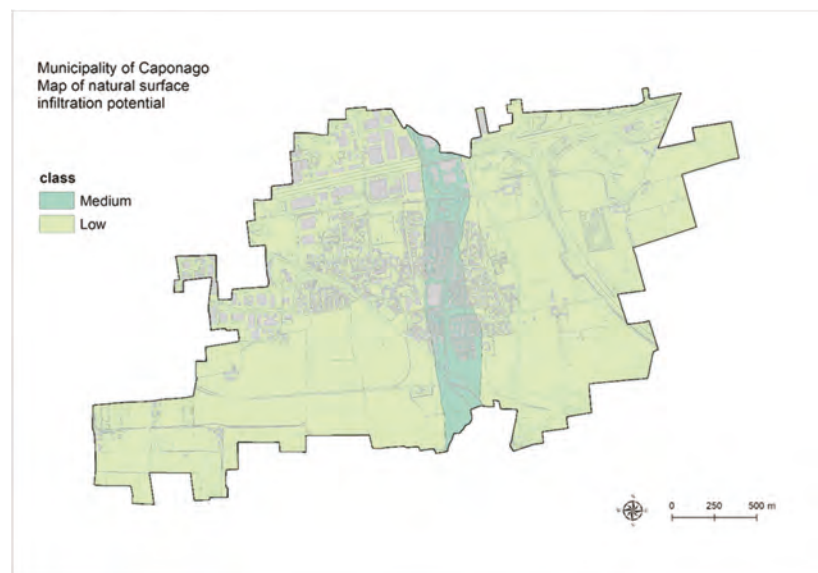 Municipality of Caponago
Map of natural surface
infiltration potential
class
Medium
Low
0 250 500 m